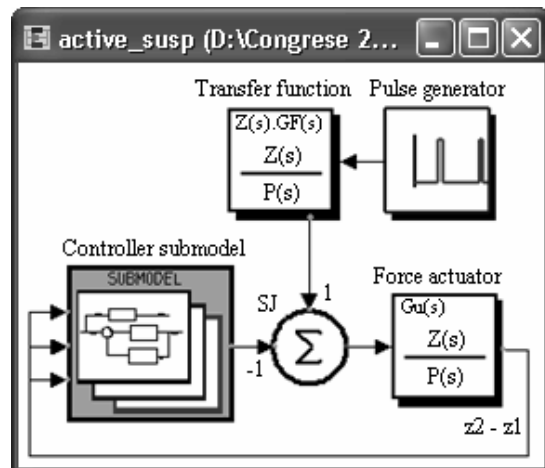 active_susp (D:\Congrese 2...
Transfer function
Pulse generator
Z(s).GF(s)
Z(s)
P(s)
Controller submodel
SUBMODEL
SJ
1
-1
Σ
Force actuator
Gu(s)
Z(s)
P(s)
z2 - z1